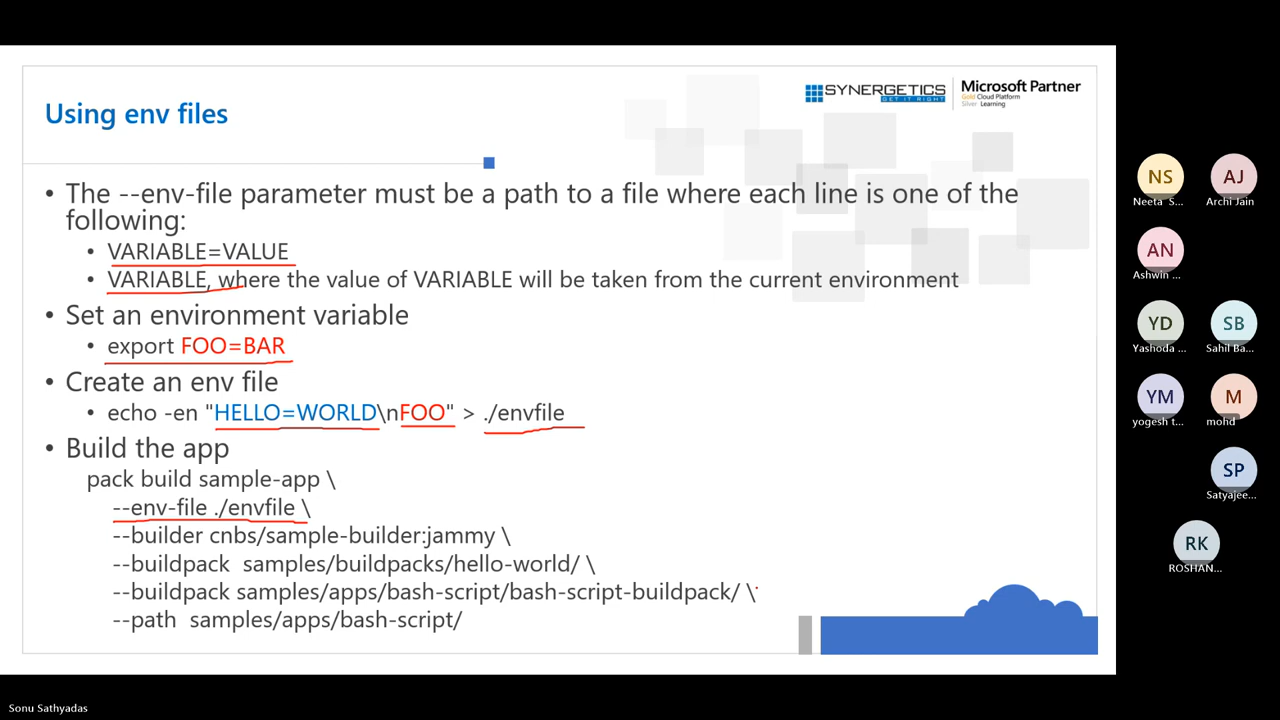 SYNERGETICS
GET IT RIGHT
Microsoft Partner
Gold Cloud Platform
Silver Learning
Using env files
• The --env-file parameter must be a path to a file where each line is one of the
following:
• VARIABLE=VALUE
• VARIABLE, where the value of VARIABLE will be taken from the current environment
• Set an environment variable
• export FOO=BAR
• Create an env file
• echo -en "HELLO=WORLD\nFOO" > ./envfile
• Build the app
pack build sample-app \
--env-file ./envfile \
--builder cnbs/sample-builder:jammy \
--buildpack samples/buildpacks/hello-world/ \
--buildpack samples/apps/bash-script/bash-script-buildpack/ \
--path samples/apps/bash-script/
NS
Neeta S...
AJ
Archi Jain
AN
Ashwin ...
YD
Yashoda ...
SB
Sahil Ba...
YM
yogesh t...
M
mohd
SP
Satyajee...
RK
ROSHAN...
Sonu Sathyadas